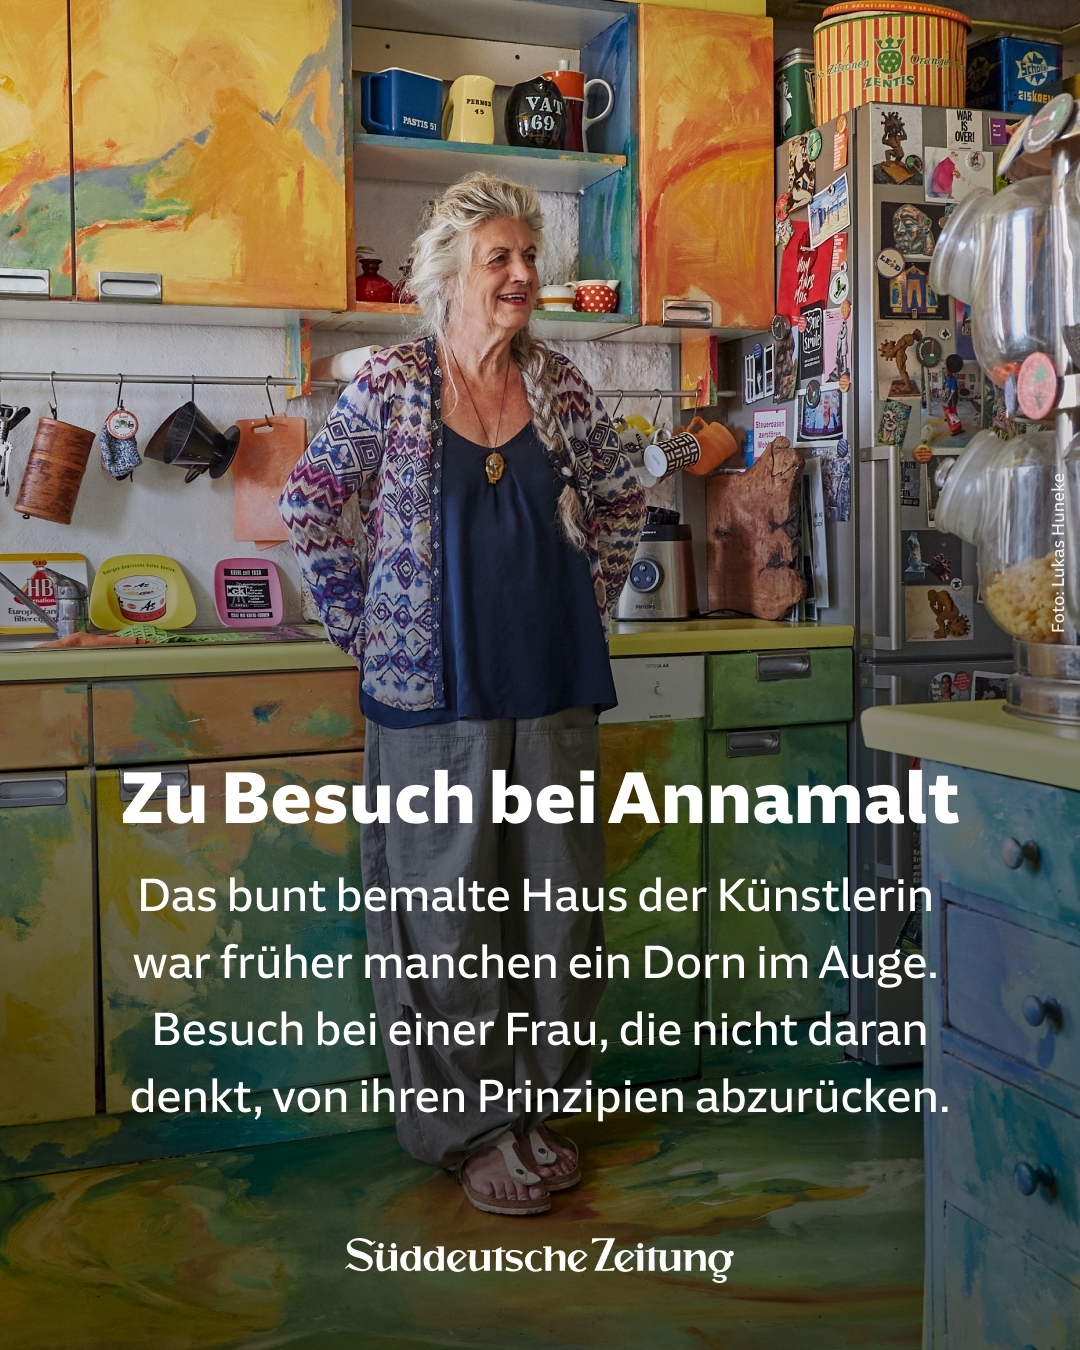 ZENTIS
PASTIS 51
PERNOD
45
VAT
69
WAR
IS
OVER!
Steueroasen
HB
Zu Besuch bei Annamalt
Das bunt bemalte Haus der Künstlerin
war früher manchen ein Dorn im Auge.
Besuch bei einer Frau, die nicht daran
denkt, von ihren Prinzipien abzurücken.
Süddeutsche Zeitung
Foto: Lukas Huneke